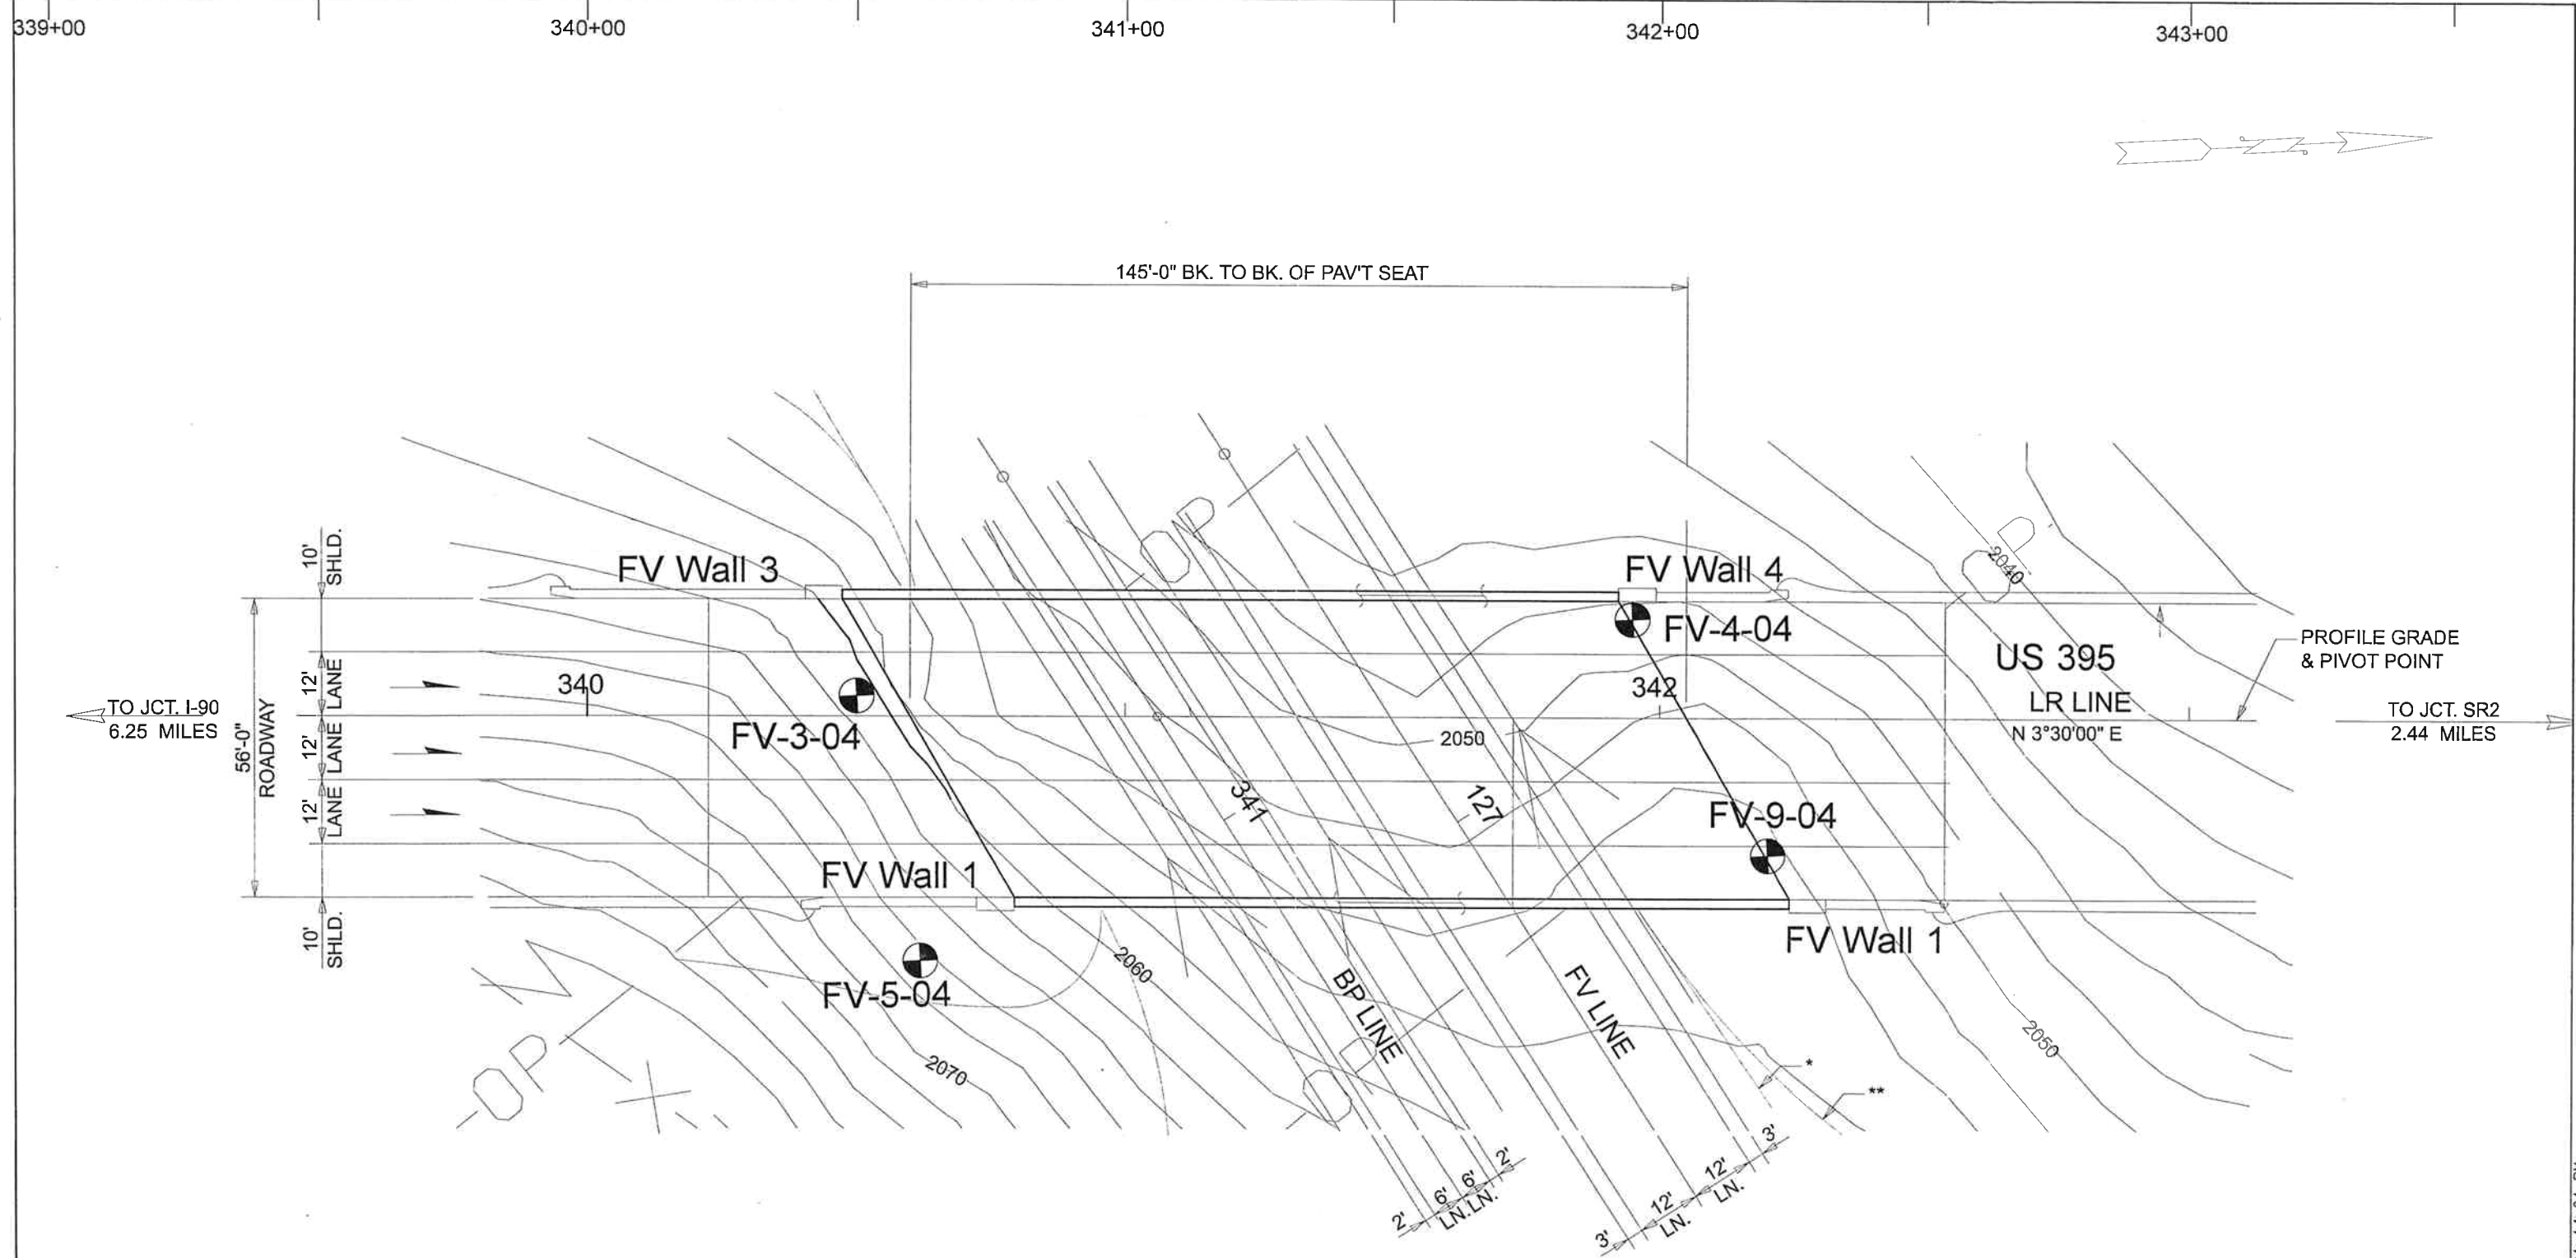 339+00
340+00
341+00
342+00
343+00
N
145'-0" BK. TO BK. OF PAV'T SEAT
10'
SHLD.
FV Wall 3
FV Wall 4
OP
OP
2040
FV-4-04
US 395
PROFILE GRADE
& PIVOT POINT
12'
LANE
340
342
LR LINE
N 3°30'00" E
TO JCT. I-90
6.25 MILES
TO JCT. SR2
2.44 MILES
FV-3-04
2050
56'-0"
ROADWAY
12'
LANE
12'
LANE
341
127
FV-9-04
FV Wall 1
FV Wall 1
10'
SHLD.
FV-5-04
2060
BP LINE
FV LINE
2050
OP
OP
2070
*
**
2'
6'
LN.
6'
LN.
2'
3'
12'
LN.
12'
LN.
3'